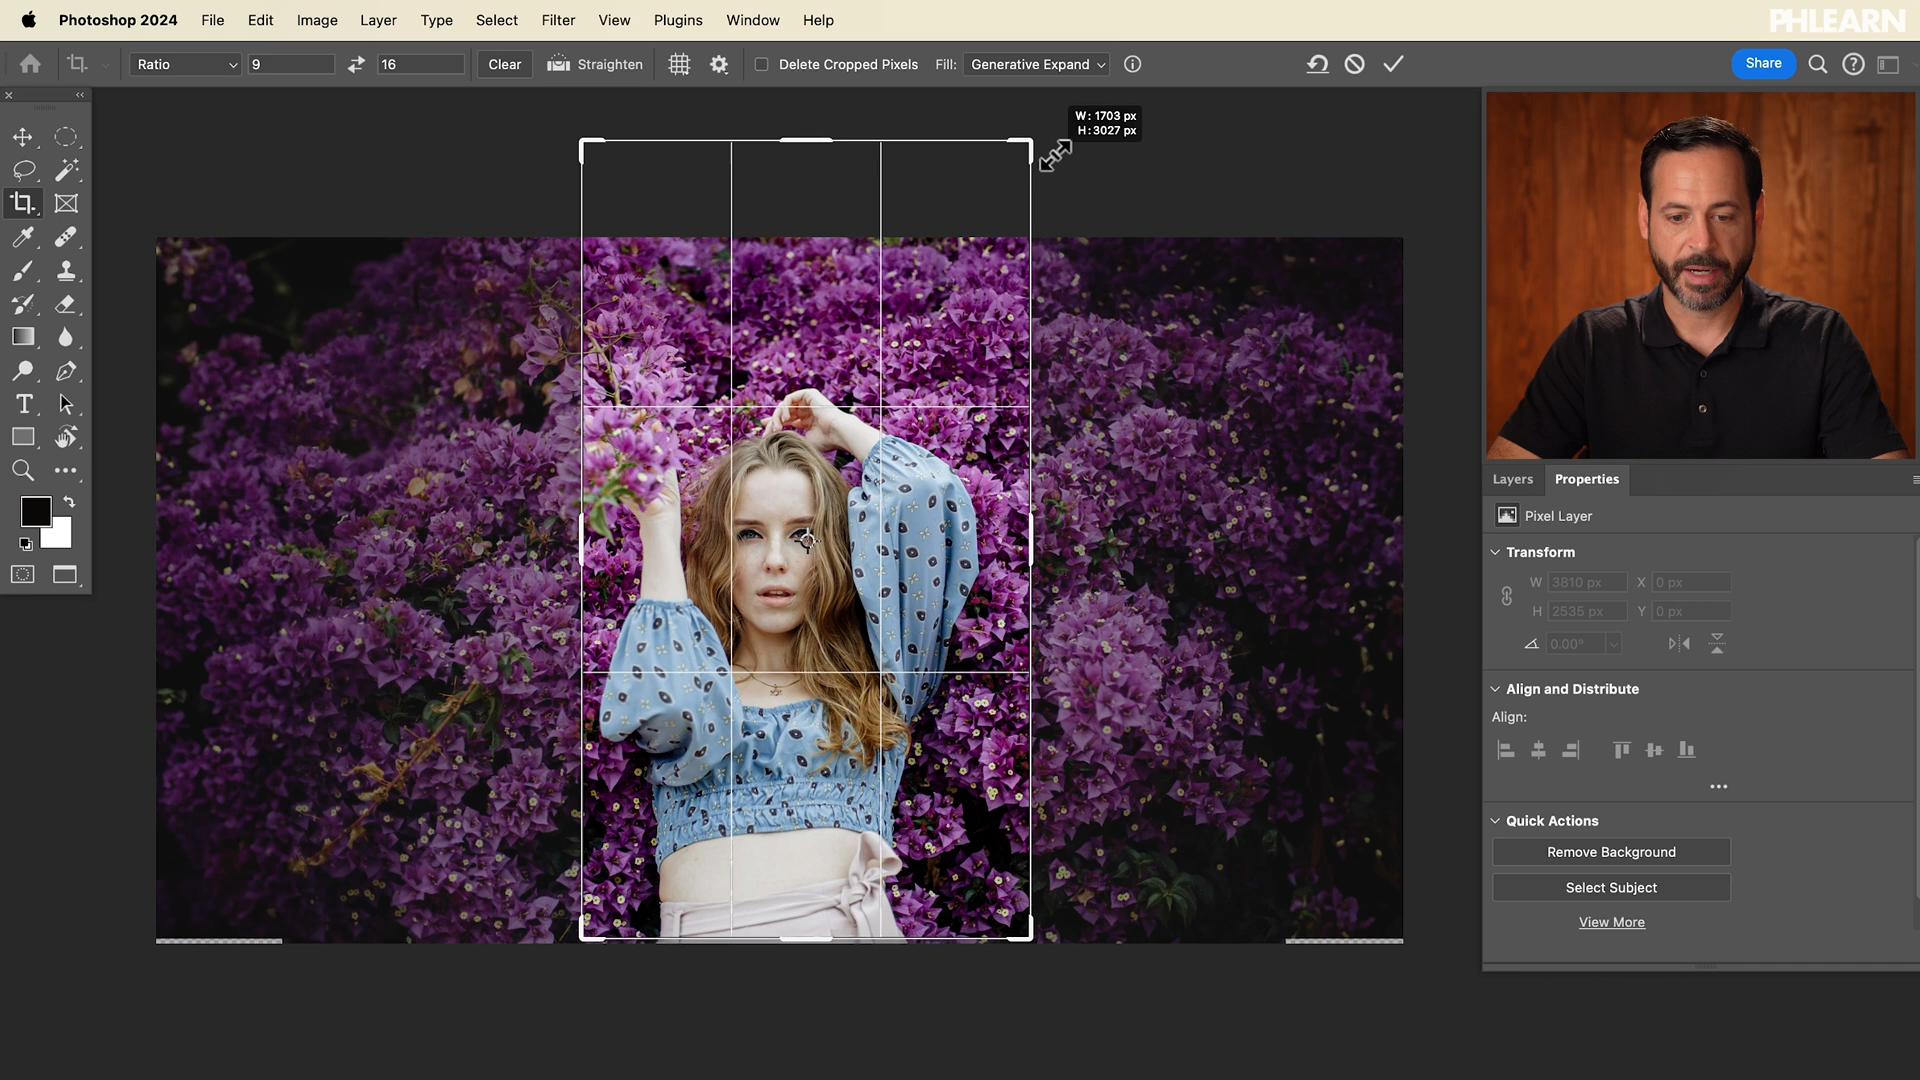 Photoshop 2024 File Edit Image Layer Type Select Filter View Plugins Window Help
PHLEARN
Ratio 9 16 Clear Straighten Delete Cropped Pixels Fill: Generative Expand
Share
W: 1703 px
H: 3027 px
Layers Properties
Pixel Layer
Transform
W 3810 px X 0 px
H 2535 px Y 0 px
0.00°
Align and Distribute
Align:
Quick Actions
Remove Background
Select Subject
View More